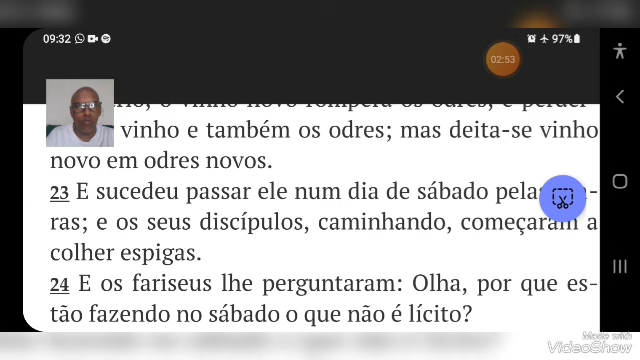 09:32
97%
02:53
vinho e também os odres; mas deita-se vinho
novo em odres novos.
23 E sucedeu passar ele num dia de sábado
ras; e os seus discípulos, caminhando, começaram a
colher espigas.
24 E os fariseus lhe perguntaram: Olha, por que es-
tão fazendo no sábado o que não é lícito?
Made with
VideoShow